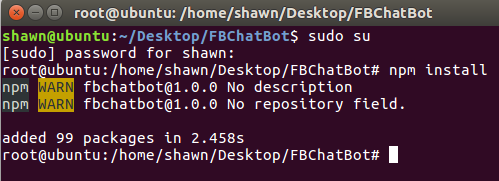 root@ubuntu: /home/shawn/Desktop/FBChatBot
shawn@ubuntu:~/Desktop/FBChatBot$ sudo su
[sudo] password for shawn:
root@ubuntu:/home/shawn/Desktop/FBChatBot# npm install
npm WARN fbchatbot@1.0.0 No description
npm WARN fbchatbot@1.0.0 No repository field.
added 99 packages in 2.458s
root@ubuntu:/home/shawn/Desktop/FBChatBot#